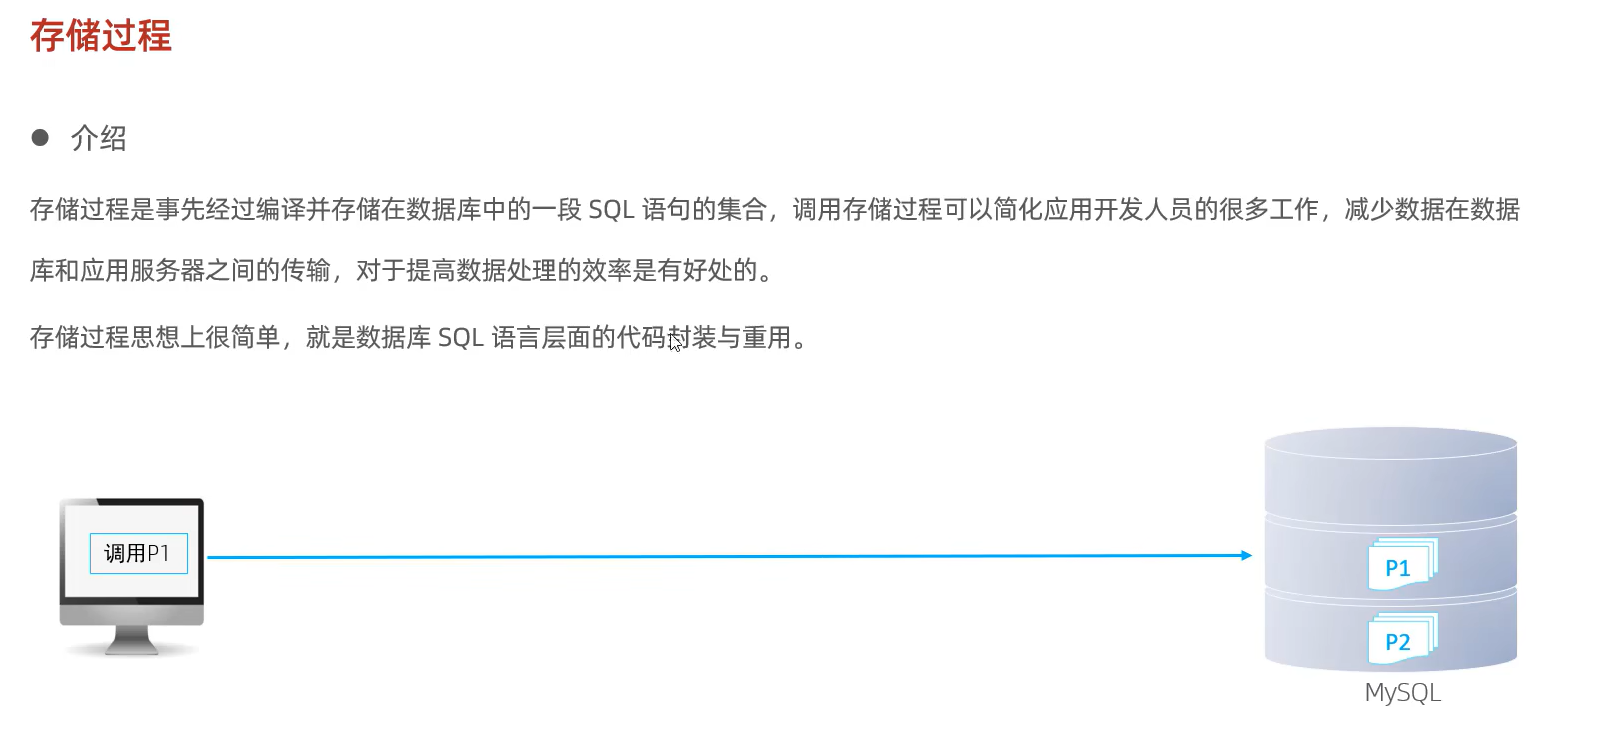 存储过程
介绍
存储过程是事先经过编译并存储在数据库中的一段 SQL 语句的集合，调用存储过程可以简化应用开发人员的很多工作，减少数据在数据
库和应用服务器之间的传输，对于提高数据处理的效率是有好处的。
存储过程思想上很简单，就是数据库 SQL 语言层面的代码封装与重用。
调用P1
P1
P2
MySQL